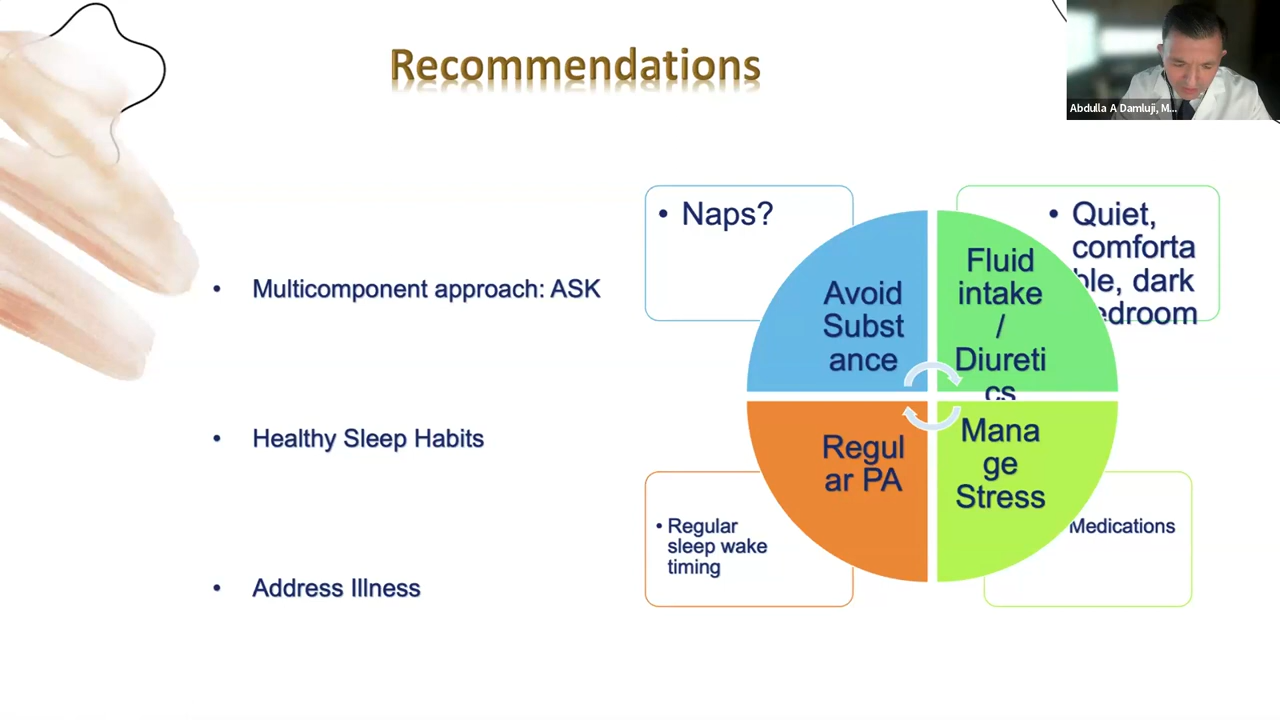 Recommendations
Abdulla A Damluji, M...
• Multicomponent approach: ASK
• Healthy Sleep Habits
• Address Illness
• Naps?
Avoid
Subst
ance
Fluid
intake
/
Diureti
cs
• Quiet,
comforta
ble, dark
edroom
Regul
ar PA
Mana
ge
Stress
• Regular
sleep wake
timing
Medications